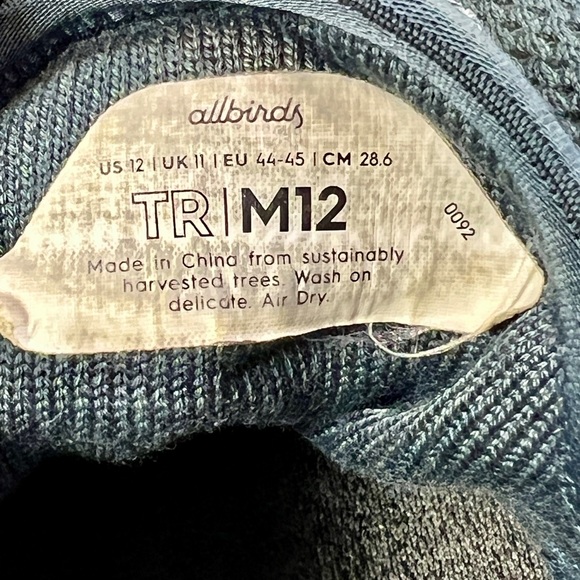 allbirds
US 12 | UK 11 | EU 44-45 | CM 28.6
TR|M12
0092
Made in China from sustainably
harvested trees. Wash on
delicate. Air Dry.